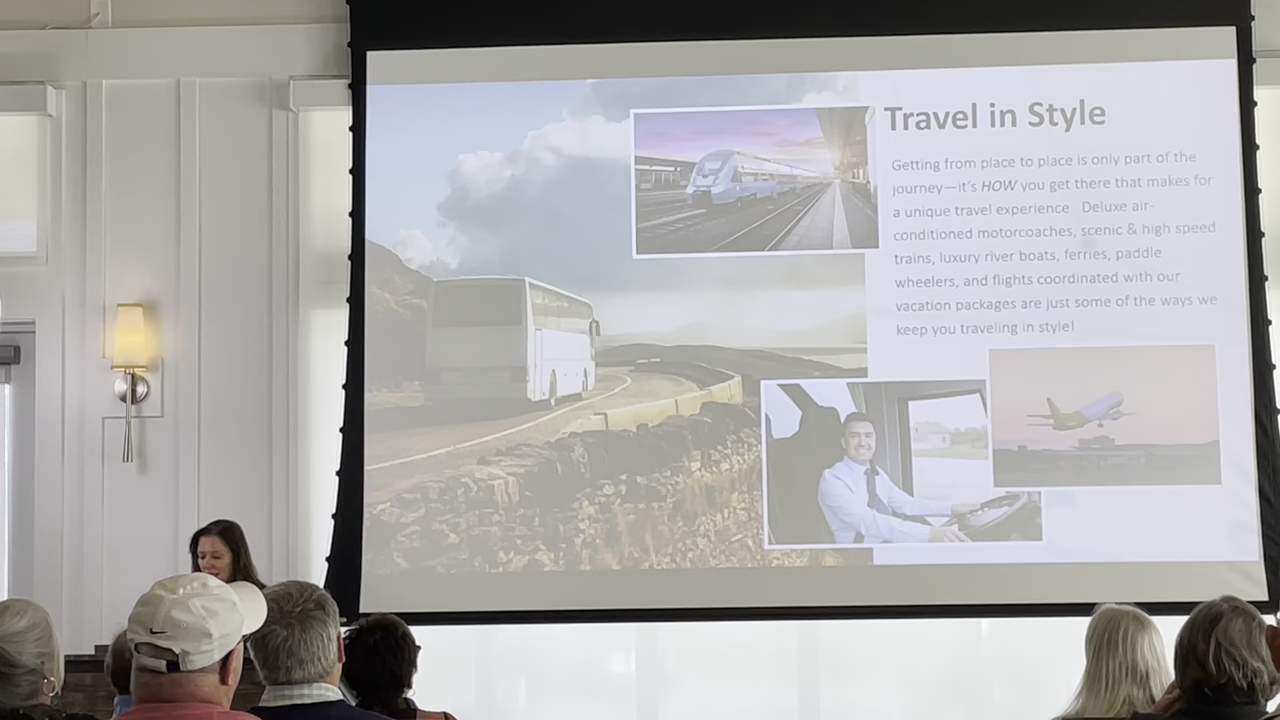 Travel in Style
Getting from place to place is only part of the
journey—it's HOW you get there that makes for
a unique travel experience Deluxe air-
conditioned motorcoaches, scenic & high speed
trains, luxury river boats, ferries, paddle
wheelers, and flights coordinated with our
vacation packages are just some of the ways we
keep you traveling in style!